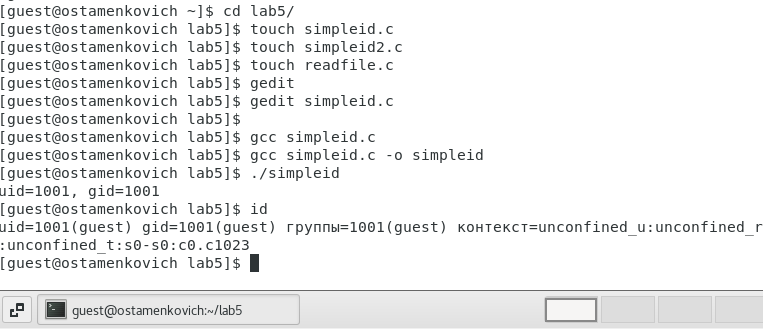 [guest@ostamenkovich ~]$ cd lab5/
[guest@ostamenkovich lab5]$ touch simpleid.c
[guest@ostamenkovich lab5]$ touch simpleid2.c
[guest@ostamenkovich lab5]$ touch readfile.c
[guest@ostamenkovich lab5]$ gedit
[guest@ostamenkovich lab5]$ gedit simpleid.c
[guest@ostamenkovich lab5]$
[guest@ostamenkovich lab5]$ gcc simpleid.c
[guest@ostamenkovich lab5]$ gcc simpleid.c -o simpleid
[guest@ostamenkovich lab5]$ ./simpleid
uid=1001, gid=1001
[guest@ostamenkovich lab5]$ id
uid=1001(guest) gid=1001(guest) группы=1001(guest) контекст=unconfined_u:unconfined_r
:unconfined_t:s0-s0:c0.c1023
[guest@ostamenkovich lab5]$
guest@ostamenkovich:~/lab5